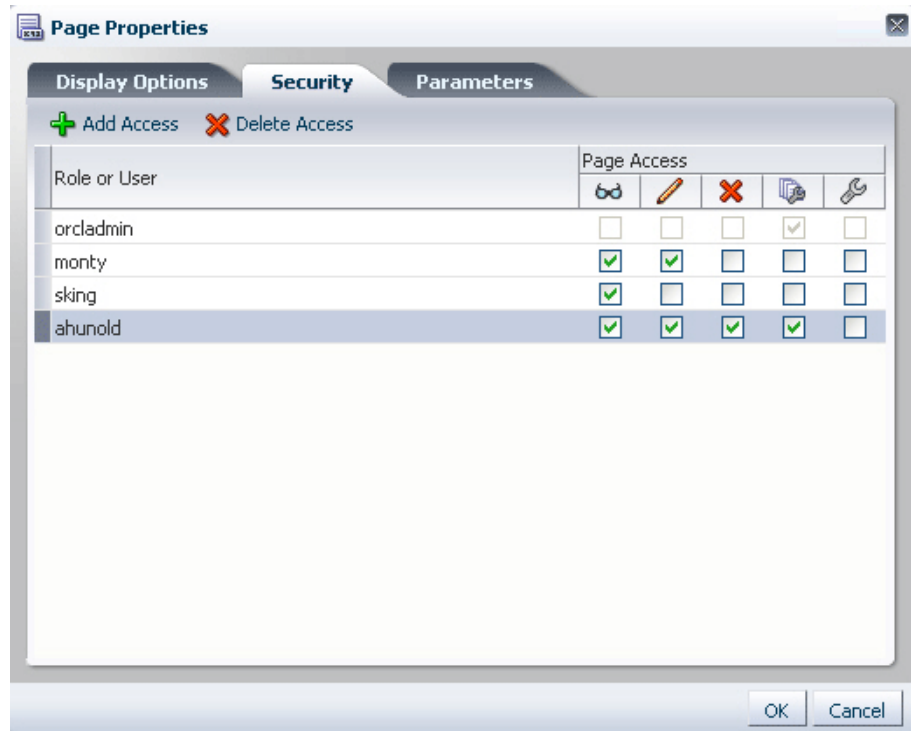 Page Properties
Display Options Security Parameters
Add Access Delete Access
Role or User
Page Access
orcladmin
monty
sking
ahunold
OK Cancel